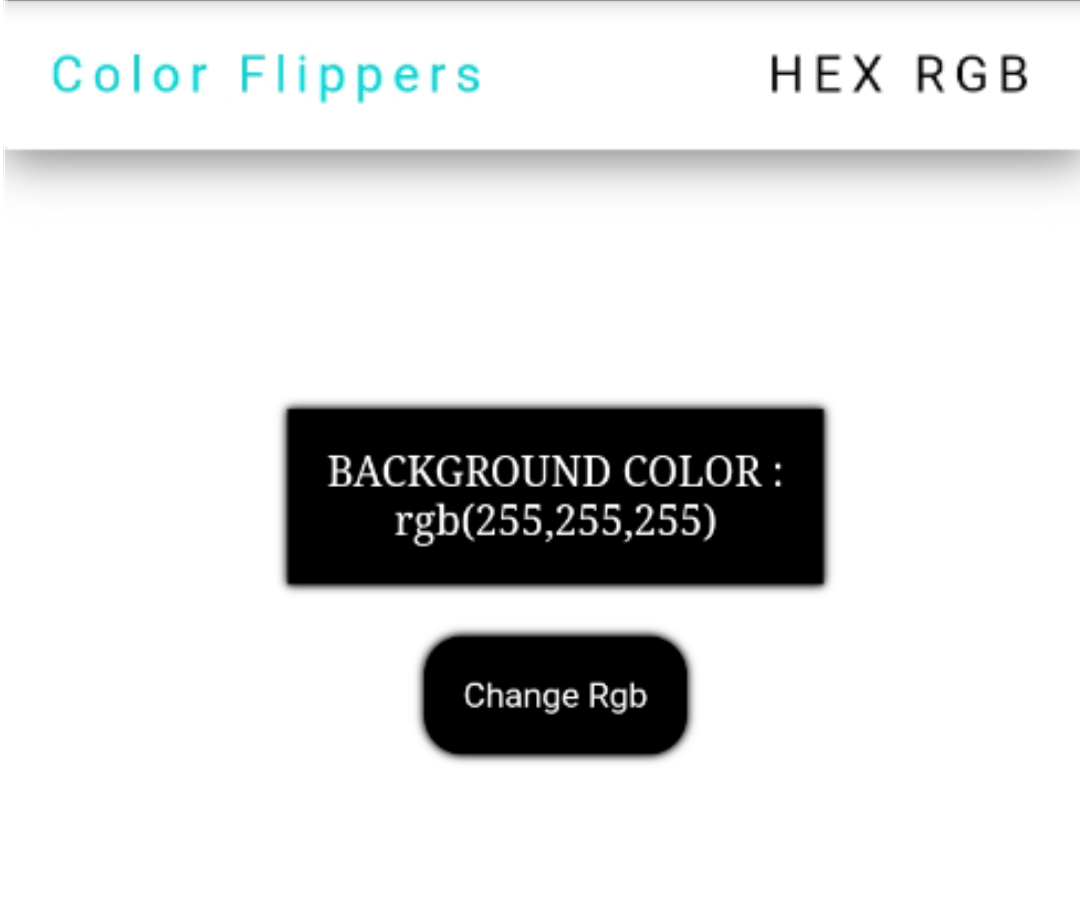 Color Flippers
HEX RGB
BACKGROUND COLOR :
rgb(255,255,255)
Change Rgb